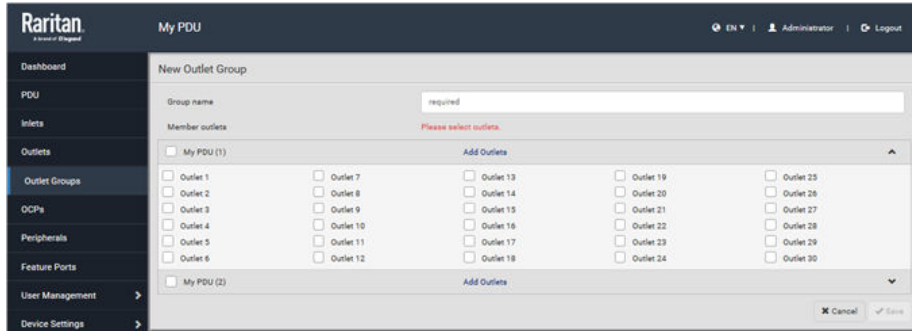 Raritan.
A brand of legrand
My PDU
EN
Administrator
Logout
Dashboard
PDU
Inlets
Outlets
Outlet Groups
OCPs
Peripherals
Feature Ports
User Management
Device Settings
New Outlet Group
Group name
required
Member outlets
Please select outlets.
My PDU (1)
Add Outlets
Outlet 1 Outlet 7 Outlet 13 Outlet 19 Outlet 25
Outlet 2 Outlet 8 Outlet 14 Outlet 20 Outlet 26
Outlet 3 Outlet 9 Outlet 15 Outlet 21 Outlet 27
Outlet 4 Outlet 10 Outlet 16 Outlet 22 Outlet 28
Outlet 5 Outlet 11 Outlet 17 Outlet 23 Outlet 29
Outlet 6 Outlet 12 Outlet 18 Outlet 24 Outlet 30
My PDU (2)
Add Outlets
Cancel
Save